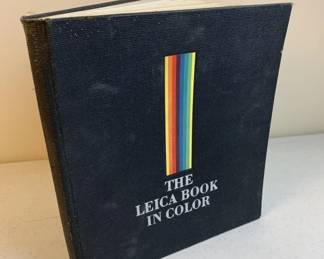 THE
LEICA BOOK
IN COLOR